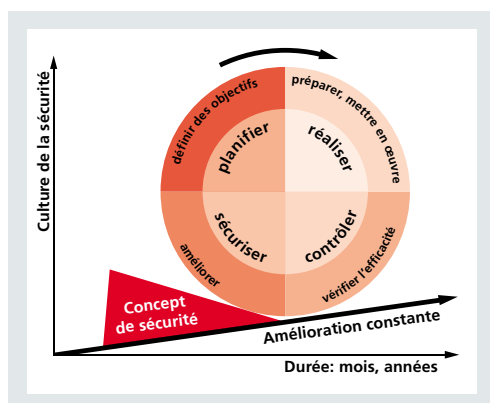 Culture de la sécurité
définir des objectifs
préparer, mettre en œuvre
planifier
réaliser
sécuriser
contrôler
améliorer
vérifier l'efficacité
Concept
de sécurité
Amélioration constante
Durée: mois, années